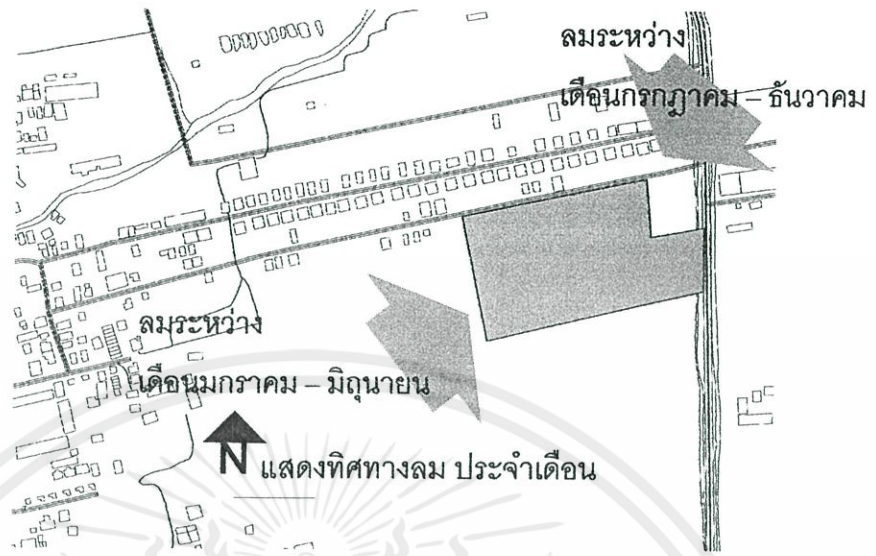 ลมระหว่าง
เดือนกรกฎาคม – ธันวาคม
ลมระหว่าง
เดือนมกราคม – มิถุนายน
N
แสดงทิศทางลม ประจำเดือน